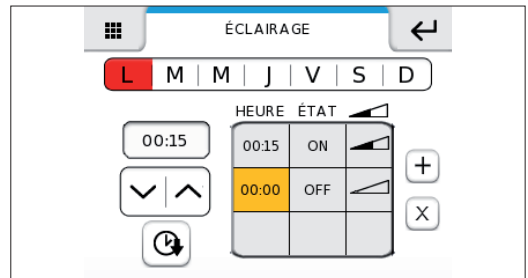 ÉCLAIRAGE
L M M J V S D
HEURE ÉTAT
00:15
00:15 ON
00:00 OFF
+
X